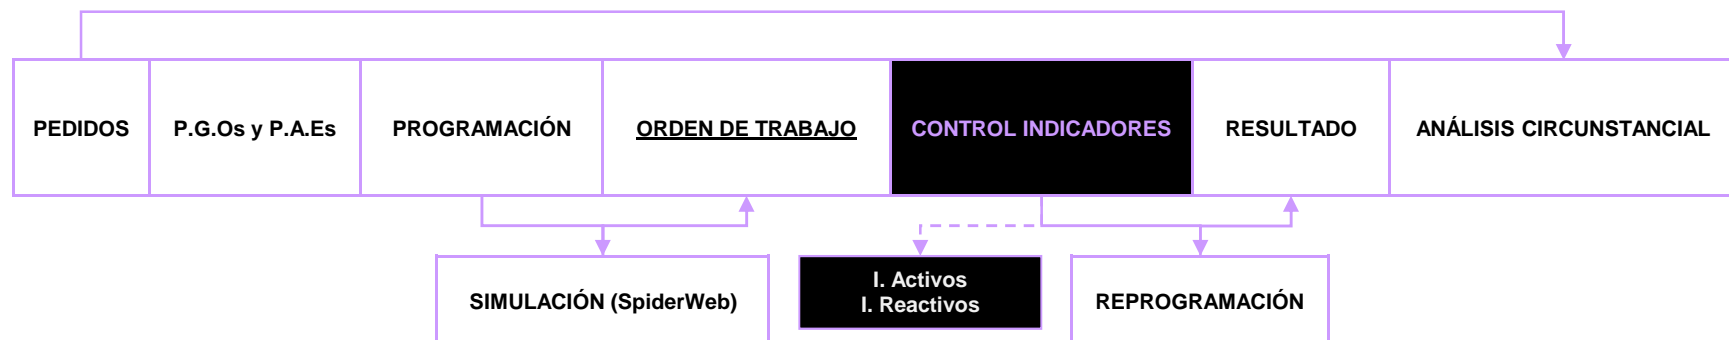 PEDIDOS
P.G.Os y P.A.Es
PROGRAMACIÓN
ORDEN DE TRABAJO
CONTROL INDICADORES
RESULTADO
ANÁLISIS CIRCUNSTANCIAL
SIMULACIÓN (SpiderWeb)
I. Activos
I. Reactivos
REPROGRAMACIÓN